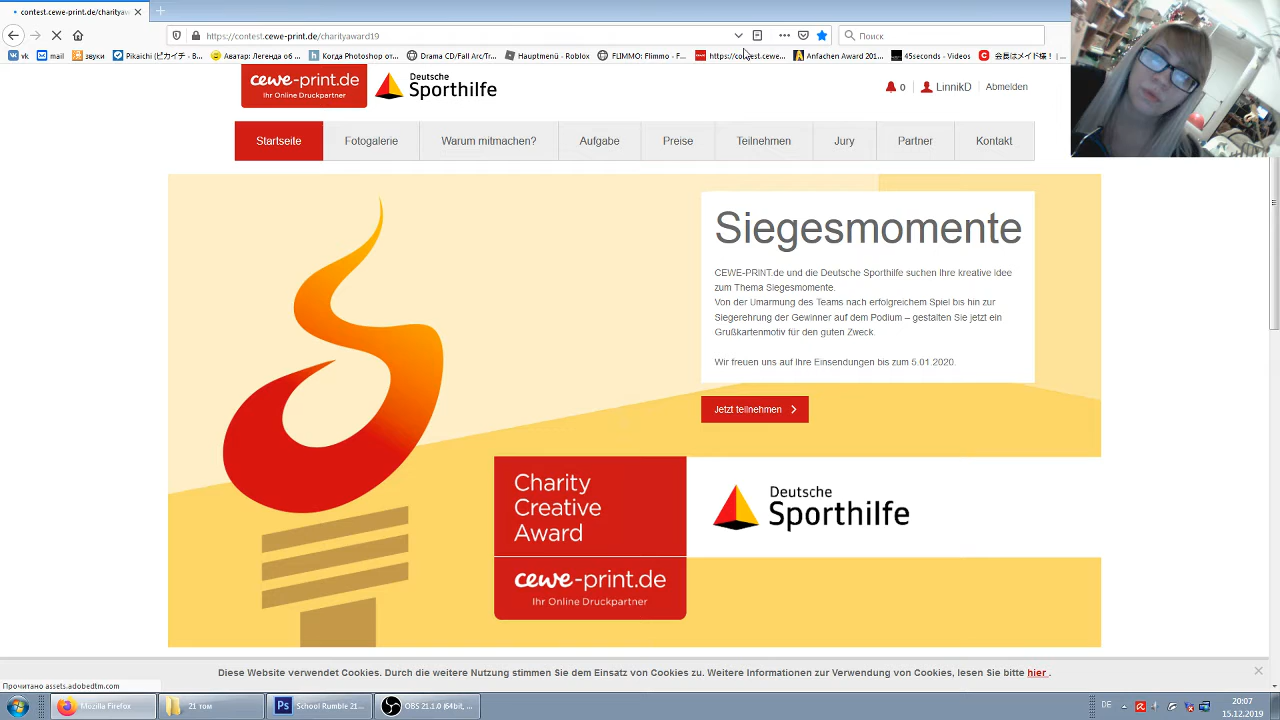 contest.cewe-print.de/charityaw
https://contest.cewe-print.de/charityaward19
Поиск
vk
mail
звуки
Pikaichi (ピカイチ - В...
Аватар: Легенда об ...
Когда Photoshop от...
Drama CD:Fall Arc/Tr...
Hauptmenü - Roblox
FLIMMO: Flimmo - F...
https://contest.cewe...
Anfachen Award 201...
45seconds - Videos
cewe-print.de
Ihr Online Druckpartner
Deutsche
Sporthilfe
0
LinnikD
Abmelden
Startseite
Fotogalerie
Warum mitmachen?
Aufgabe
Preise
Teilnehmen
Jury
Partner
Kontakt
Siegesmomente
CEWE-PRINT.de und die Deutsche Sporthilfe suchen Ihre kreative Idee
zum Thema Siegesmomente.
Von der Umarmung des Teams nach erfolgreichem Spiel bis hin zur
Siegerehrung der Gewinner auf dem Podium – gestalten Sie jetzt ein
Grußkartenmotiv für den guten Zweck.
Wir freuen uns auf Ihre Einsendungen bis zum 5.01.2020.
Jetzt teilnehmen
Charity
Creative
Award
cewe-print.de
Ihr Online Druckpartner
Deutsche
Sporthilfe
Diese Website verwendet Cookies. Durch die weitere Nutzung stimmen Sie dem Einsatz von Cookies zu. Weitere Informationen zur Verwendung von Cookies, lesen Sie bitte hier .
Прочитано assets.adobedtm.com
Mozilla Firefox
21 том
School Rumble 21...
OBS 21.1.0 (64bit, ...
DE
20:07
15.12.2019